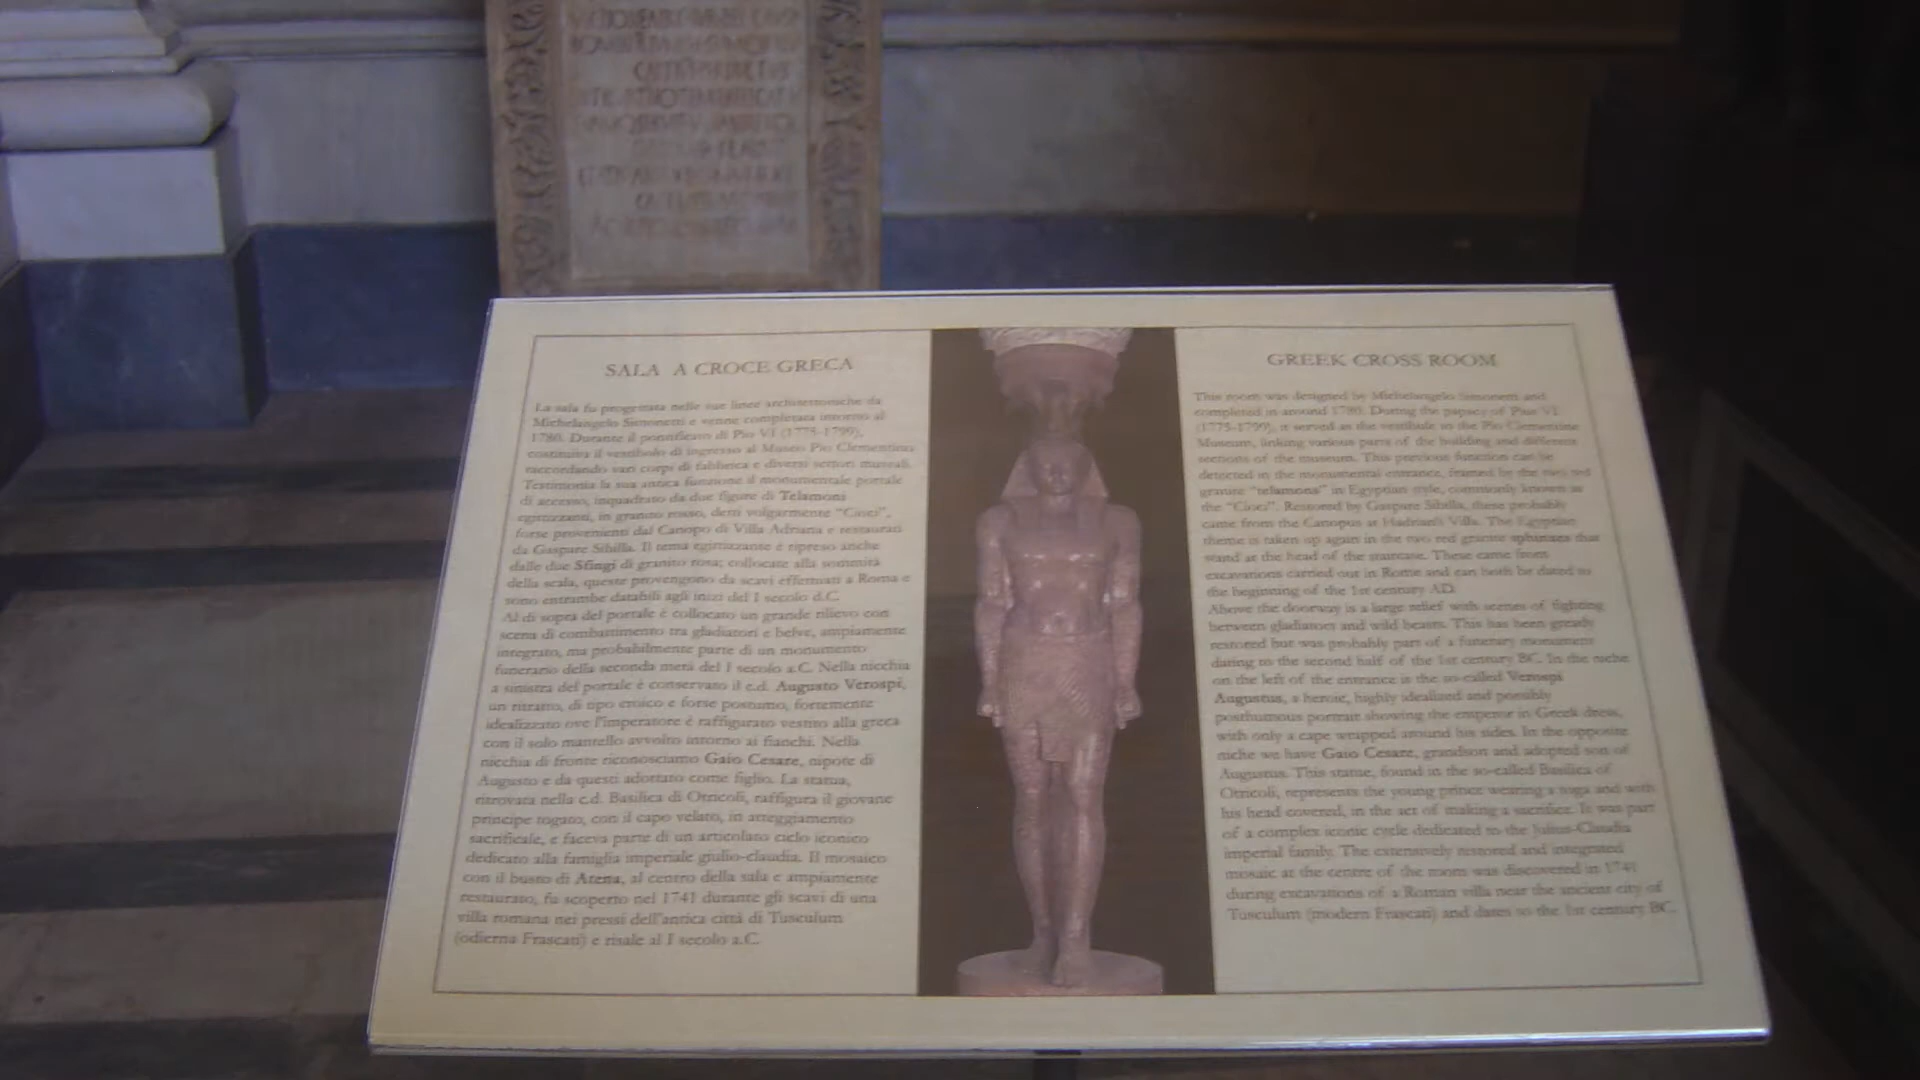 SALA A CROCE GRECA
La sala fu progettata nelle sue linee architettoniche da
Michelangelo Simonetti e venne completata intorno al
1780. Durante il pontificato di Pio VI (1775-1799),
costituiva il vestibolo di ingresso al Museo Pio Clementino
raccordando vari corpi di fabbrica e diversi settori museali.
Testimonia la sua antica funzione il monumentale portale
di accesso, inquadrato da due figure di Telamoni
egittizzanti, in granito rosso, detti volgarmente "Cioci",
forse provenienti dal Canopo di Villa Adriana e restaurati
da Gaspare Sibilla. Il tema egittizzante è ripreso anche
dalle due Sfingi di granito rosa; collocate alla sommità
della scala, queste provengono da scavi effettuati a Roma e
sono entrambe databili agli inizi del I secolo d.C.
Al di sopra del portale è collocato un grande rilievo con
scena di combattimento tra gladiatori e belve, ampiamente
integrato, ma probabilmente parte di un monumento
funerario della seconda metà del I secolo a.C. Nella nicchia
a sinistra del portale è conservato il c.d. Augusto Verospi,
un ritratto, di tipo eroico e forse postumo, fortemente
idealizzato ove l'imperatore è raffigurato vestito alla greca
con il solo mantello avvolto intorno ai fianchi. Nella
nicchia di fronte riconosciamo Gaio Cesare, nipote di
Augusto e da questi adottato come figlio. La statua,
ritrovata nella c.d. Basilica di Otricoli, raffigura il giovane
principe togato, con il capo velato, in atteggiamento
sacrificale, e faceva parte di un articolato ciclo iconico
dedicato alla famiglia imperiale giulio-claudia. Il mosaico
con il busto di Atena, al centro della sala e ampiamente
restaurato, fu scoperto nel 1741 durante gli scavi di una
villa romana nei pressi dell'antica città di Tusculum
(odierna Frascati) e risale al I secolo a.C.
GREEK CROSS ROOM
This room was designed by Michelangelo Simonetti and
completed in around 1780. During the papacy of Pius VI
(1775-1799), it served as the vestibule to the Pio Clementine
Museum, linking various parts of the building and different
sections of the museum. This previous function can be
detected in the monumental entrance, framed by the two red
granite "telamons" in Egyptian style, commonly known as
the "Cioci". Restored by Gaspare Sibilla, these probably
came from the Canopus at Hadrian's Villa. The Egyptian
theme is taken up again in the two red granite sphinxes that
stand at the head of the staircase. These came from
excavations carried out in Rome and can both be dated to
the beginning of the 1st century AD.
Above the doorway is a large relief with scenes of fighting
between gladiators and wild beasts. This has been greatly
restored but was probably part of a funerary monument
dating to the second half of the 1st century BC. In the niche
on the left of the entrance is the so-called Verospi
Augustus, a heroic, highly idealized and possibly
posthumous portrait showing the emperor in Greek dress,
with only a cape wrapped around his sides. In the opposite
niche we have Gaio Cesare, grandson and adopted son of
Augustus. This statue, found in the so-called Basilica of
Otricoli, represents the young prince wearing a toga and with
his head covered, in the act of making a sacrifice. It was part
of a complex iconic cycle dedicated to the Julius-Claudia
imperial family. The extensively restored and integrated
mosaic at the centre of the room was discovered in 1741
during excavations of a Roman villa near the ancient city of
Tusculum (modern Frascati) and dates to the 1st century BC.